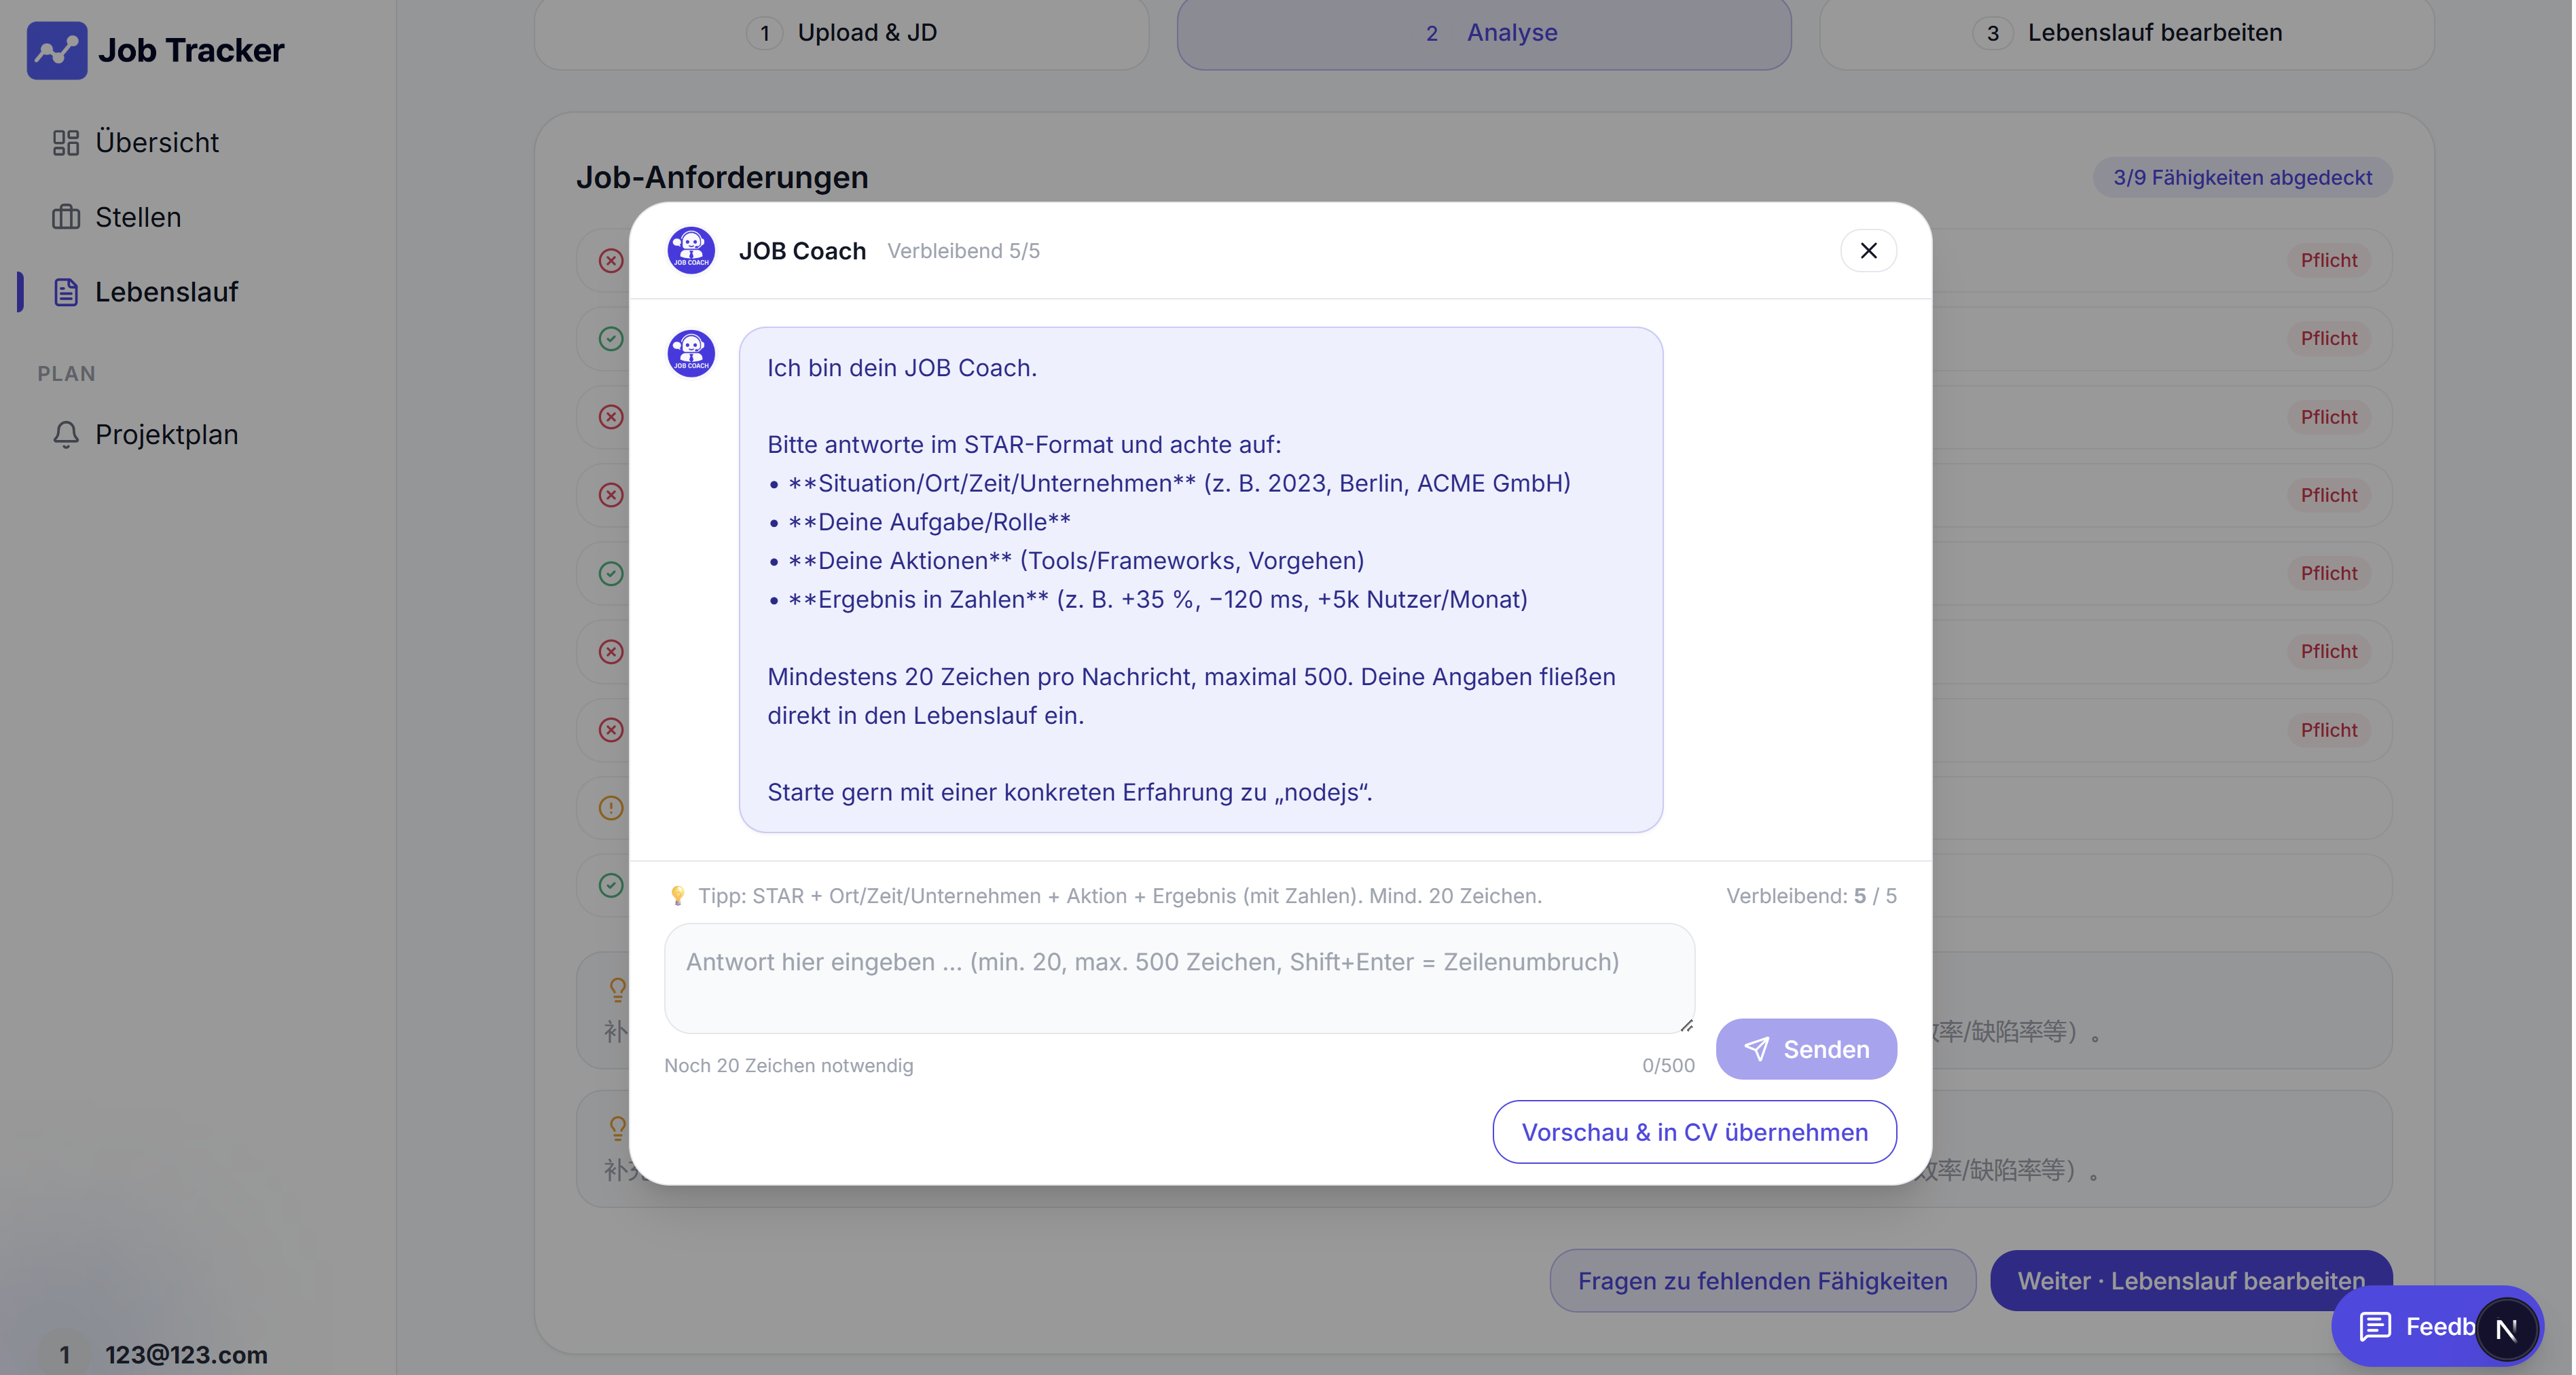 Job Tracker
Übersicht
Stellen
Lebenslauf
PLAN
Projektplan
1
123@123.com
1 Upload & JD
2 Analyse
3 Lebenslauf bearbeiten
Job-Anforderungen
3/9 Fähigkeiten abgedeckt
Pflicht
Pflicht
Pflicht
Pflicht
Pflicht
Pflicht
Pflicht
JOB COACH
JOB Coach
Verbleibend 5/5
JOB COACH
Ich bin dein JOB Coach.
Bitte antworte im STAR-Format und achte auf:
• **Situation/Ort/Zeit/Unternehmen** (z. B. 2023, Berlin, ACME GmbH)
• **Deine Aufgabe/Rolle**
• **Deine Aktionen** (Tools/Frameworks, Vorgehen)
• **Ergebnis in Zahlen** (z. B. +35 %, −120 ms, +5k Nutzer/Monat)
Mindestens 20 Zeichen pro Nachricht, maximal 500. Deine Angaben fließen
direkt in den Lebenslauf ein.
Starte gern mit einer konkreten Erfahrung zu „nodejs“.
💡 Tipp: STAR + Ort/Zeit/Unternehmen + Aktion + Ergebnis (mit Zahlen). Mind. 20 Zeichen.
Verbleibend: 5 / 5
Antwort hier eingeben ... (min. 20, max. 500 Zeichen, Shift+Enter = Zeilenumbruch)
Noch 20 Zeichen notwendig
0/500
Senden
Vorschau & in CV übernehmen
补
率/缺陷率等）。
补
率/缺陷率等）。
Fragen zu fehlenden Fähigkeiten
Weiter · Lebenslauf bearbeiten
Feedb
N